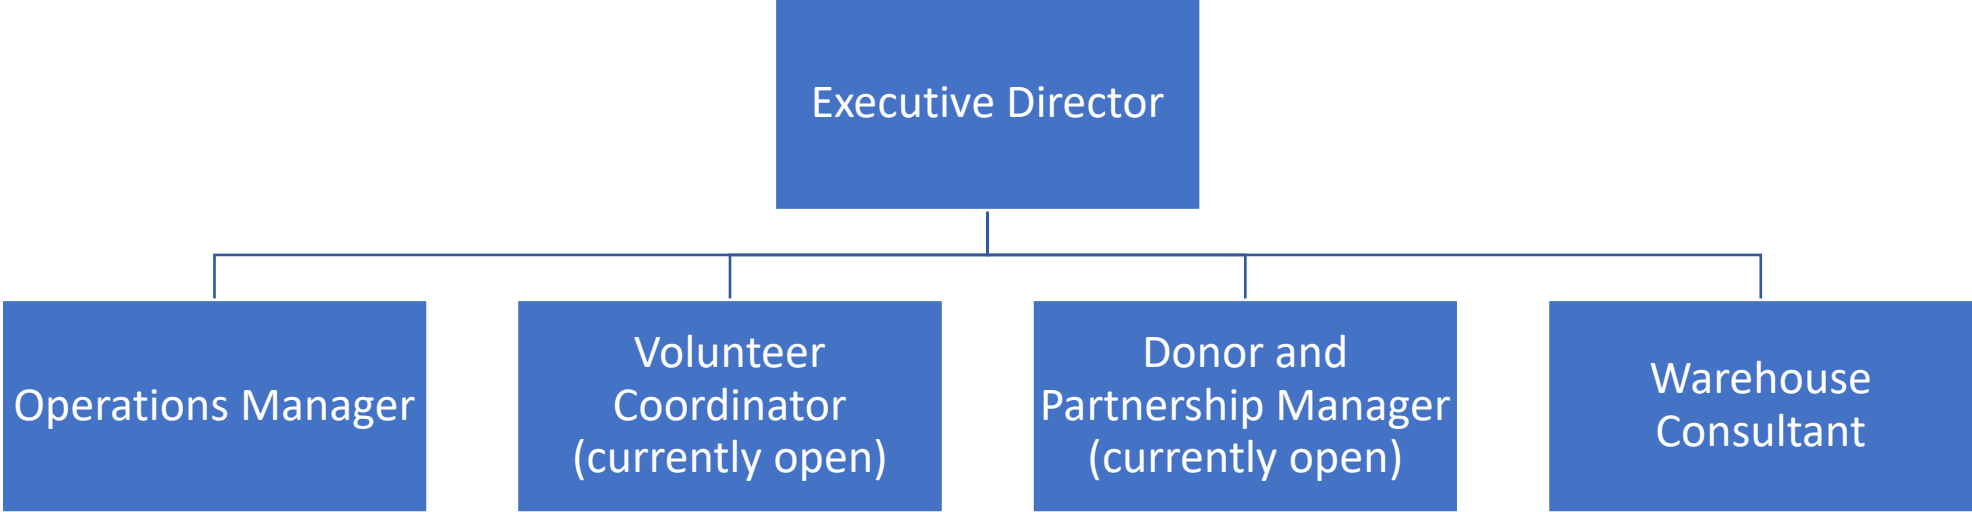 Executive Director
Operations Manager
Volunteer
Coordinator
(currently open)
Donor and
Partnership Manager
(currently open)
Warehouse
Consultant